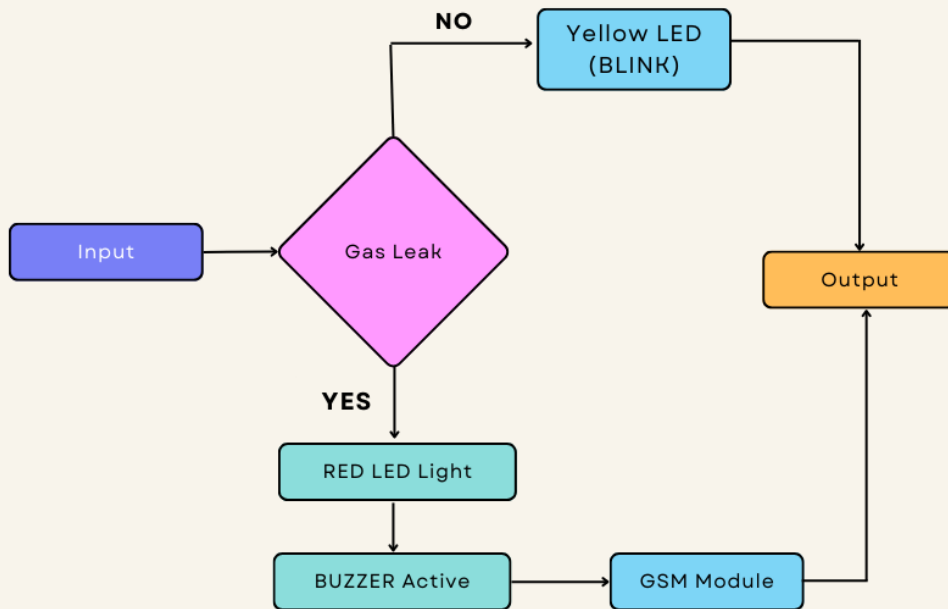 NO
Yellow LED
(BLINK)
Input
Gas Leak
Output
YES
RED LED Light
BUZZER Active
GSM Module